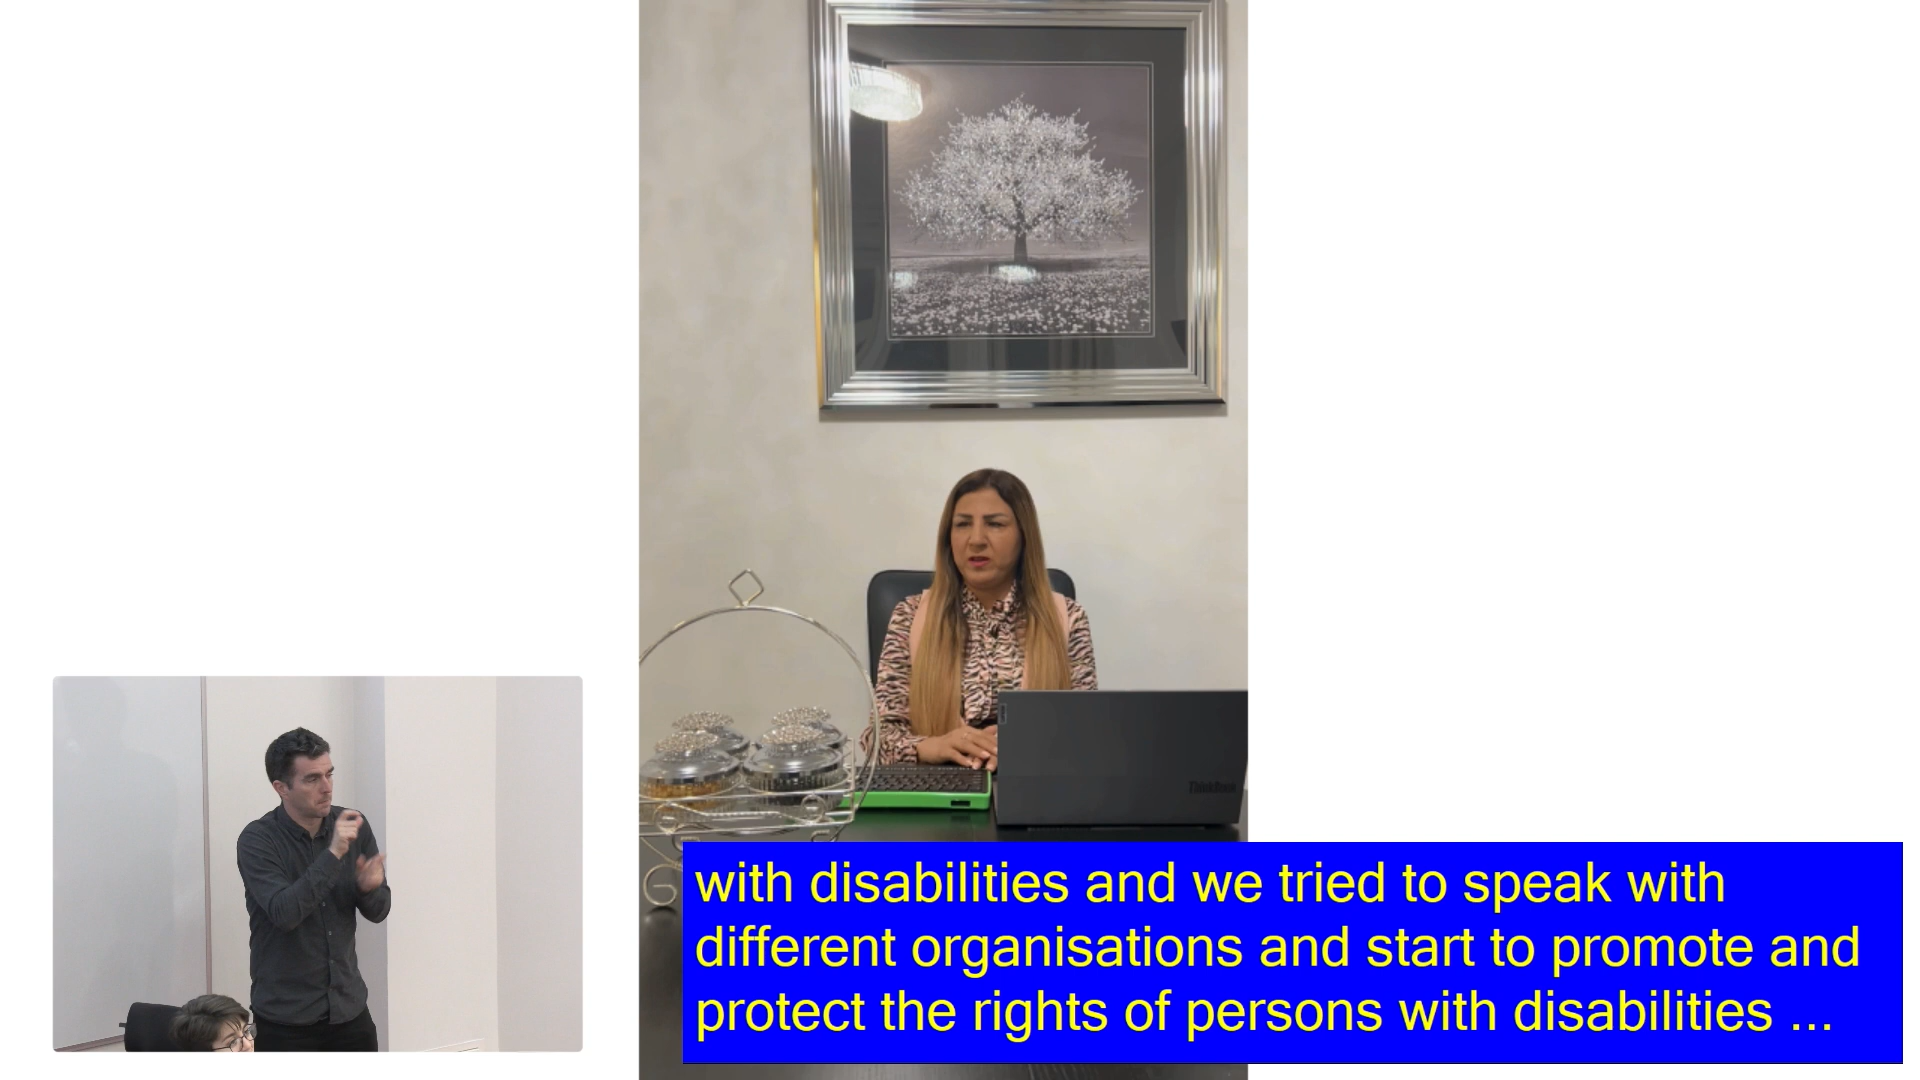 ThinkBook
with disabilities and we tried to speak with
different organisations and start to promote and
protect the rights of persons with disabilities ...